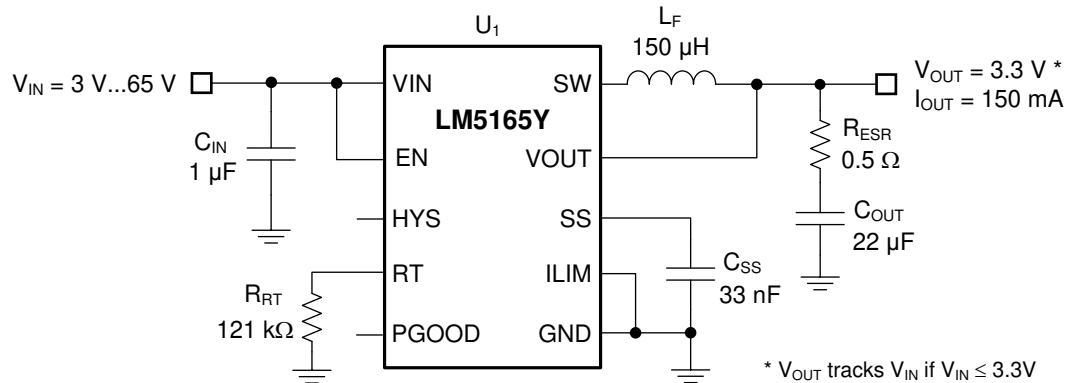 U1
LF
150 µH
VIN = 3 V...65 V
VIN
SW
VOUT = 3.3 V *
IOUT = 150 mA
LM5165Y
CIN
1 µF
RESR
0.5 Ω
EN
VOUT
COUT
22 µF
HYS
SS
RT
ILIM
CSS
33 nF
RRT
121 kΩ
PGOOD
GND
* VOUT tracks VIN if VIN ≤ 3.3V